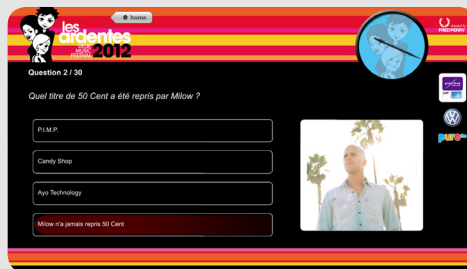 home
les
ardentes
LIEGE
MUSIC
FESTIVAL
2012
FRED PERRY
Question 2 / 30
Quel titre de 50 Cent a été repris par Milow ?
P.I.M.P.
Candy Shop
Ayo Technology
Milow n'a jamais repris 50 Cent
pure